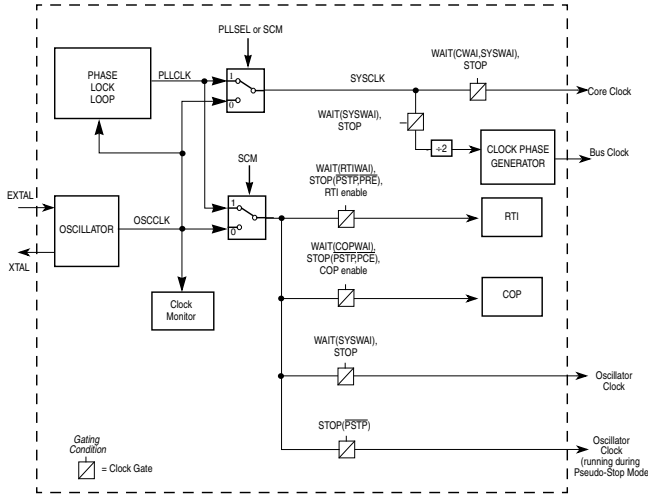 PLLSEL or SCM
PHASE
LOCK
LOOP
PLLCLK
1
0
SYSCLK
WAIT(CWAI,SYSWAI),
STOP
Core Clock
WAIT(SYSWAI),
STOP
÷2
CLOCK PHASE
GENERATOR
Bus Clock
SCM
EXTAL
XTAL
OSCILLATOR
OSCCLK
1
0
WAIT(RTIWAI),
STOP(PSTP,PRE),
RTI enable
RTI
WAIT(COPWAI),
STOP(PSTP,PCE),
COP enable
COP
Clock
Monitor
WAIT(SYSWAI),
STOP
Oscillator
Clock
STOP(PSTP)
Oscillator
Clock
(running during
Pseudo-Stop Mode
Gating
Condition
= Clock Gate